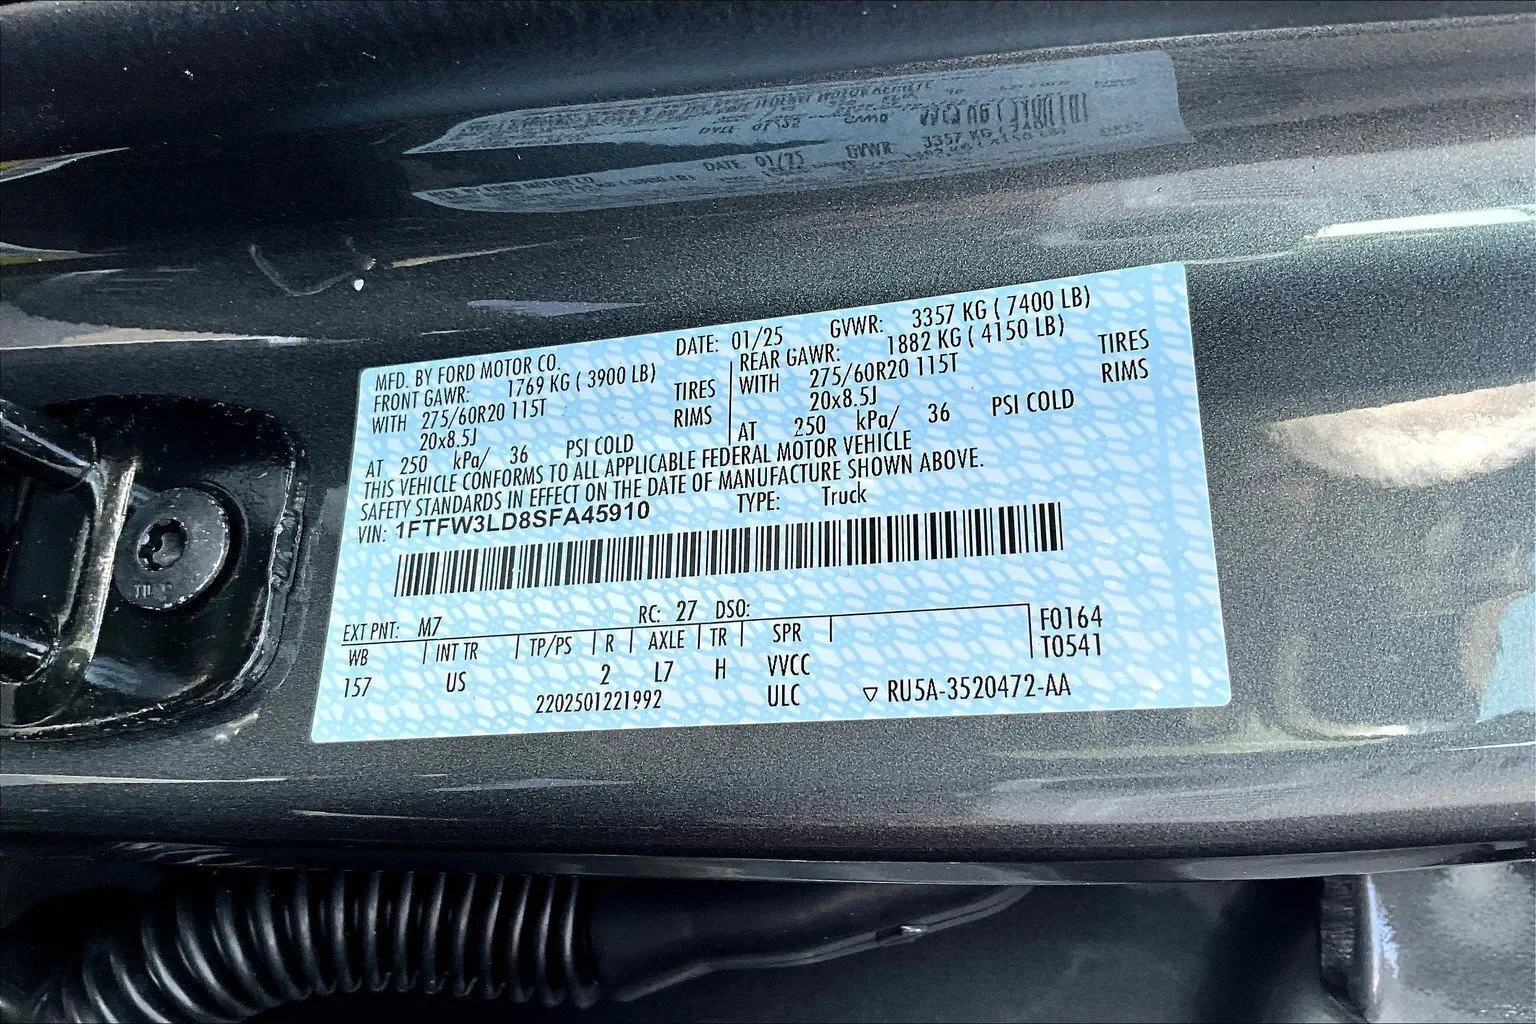 MFD. BY FORD MOTOR CO. DATE: 01/25 GVWR: 3357 KG ( 7400 LB)
FRONT GAWR: 1769 KG ( 3900 LB) REAR GAWR: 1882 KG ( 4150 LB)
WITH 275/60R20 115T TIRES WITH 275/60R20 115T TIRES
20x8.5J RIMS 20x8.5J RIMS
AT 250 kPa/ 36 PSI COLD AT 250 kPa/ 36 PSI COLD
THIS VEHICLE CONFORMS TO ALL APPLICABLE FEDERAL MOTOR VEHICLE
SAFETY STANDARDS IN EFFECT ON THE DATE OF MANUFACTURE SHOWN ABOVE.
VIN: 1FTFW3LD8SFA45910 TYPE: Truck
EXT PNT: M7 RC: 27 DSO: F0164
WB INT TR TP/PS R AXLE TR SPR T0541
157 US 2 L7 H VVCC
2202501221992 ULC ▽ RU5A-3520472-AA